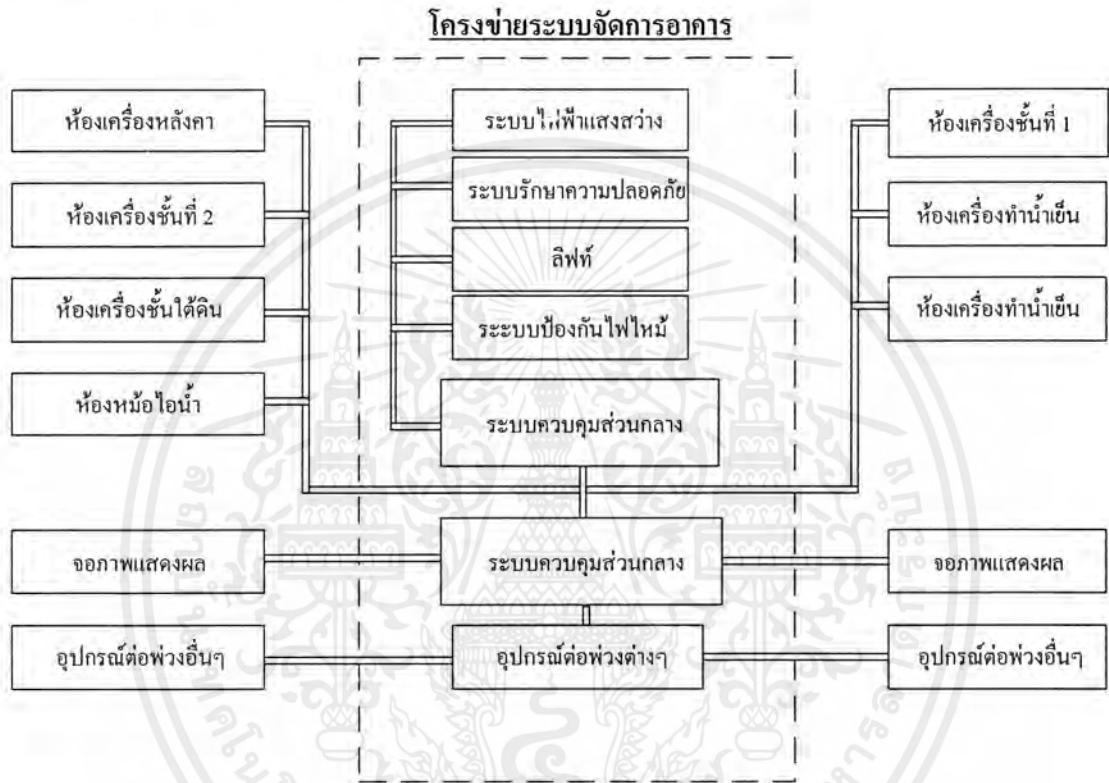 โครงข่ายระบบจัดการอาคาร
ห้องเครื่องหลังคา
ระบบไฟฟ้าแสงสว่าง
ห้องเครื่องชั้นที่ 1
ระบบรักษาความปลอดภัย
ห้องเครื่องชั้นที่ 2
ห้องเครื่องทำน้ำเย็น
ลิฟท์
ห้องเครื่องชั้นใต้ดิน
ระะบบป้องกันไฟไหม้
ห้องเครื่องทำน้ำเย็น
ห้องหม้อไอน้ำ
ระบบควบคุมส่วนกลาง
จอภาพแสดงผล
ระบบควบคุมส่วนกลาง
จอภาพแสดงผล
อุปกรณ์ต่อพ่วงอื่นๆ
อุปกรณ์ต่อพ่วงต่างๆ
อุปกรณ์ต่อพ่วงอื่นๆ